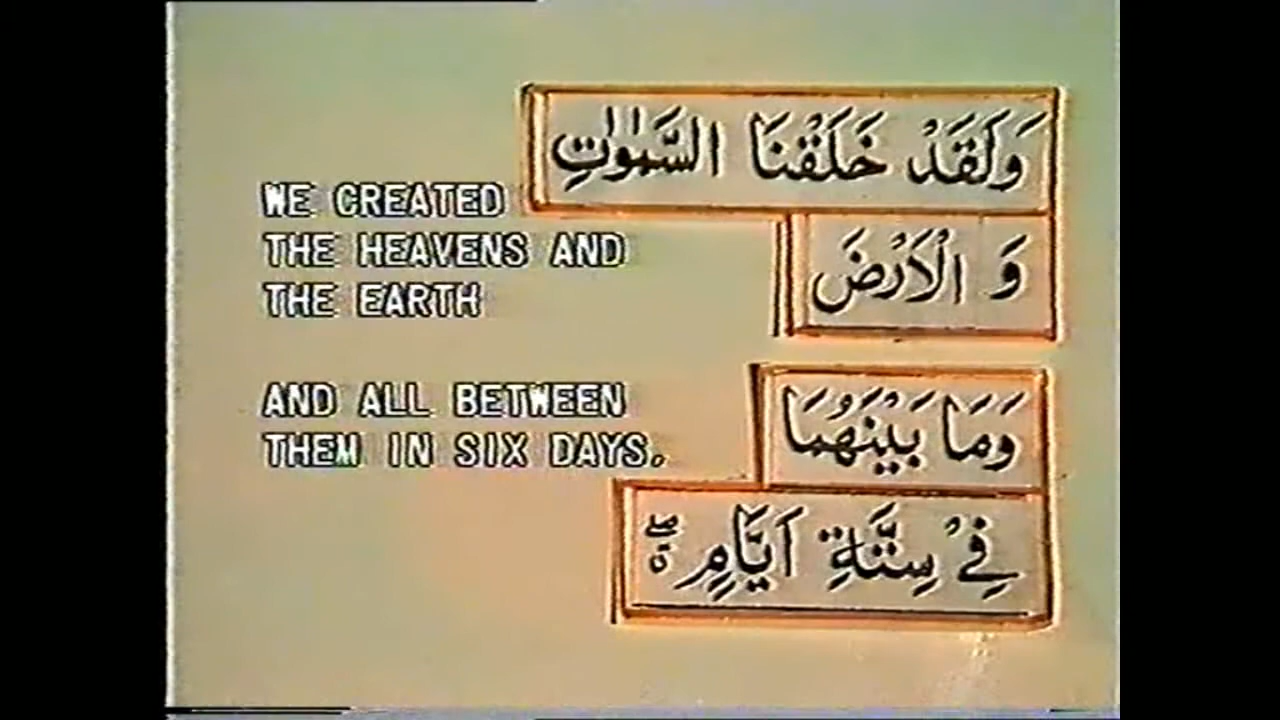 وَلَقَدْ خَلَقْنَا السَّمٰوٰتِ
وَ الْاَرْضَ
WE CREATED
THE HEAVENS AND
THE EARTH
وَمَا بَيْنَهُمَا
فِيْ سِتَّةِ اَيَّامٍ ۖ
AND ALL BETWEEN
THEM IN SIX DAYS.